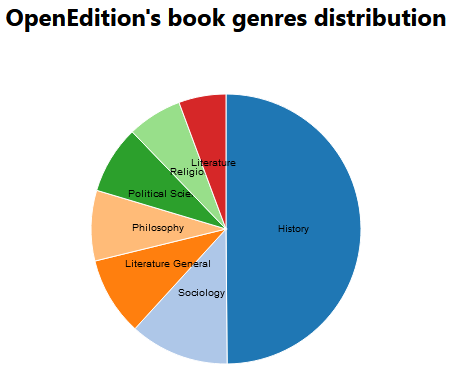 OpenEdition's book genres distribution
Literature
Religio
Political Scie
History
Philosophy
Literature General
Sociology